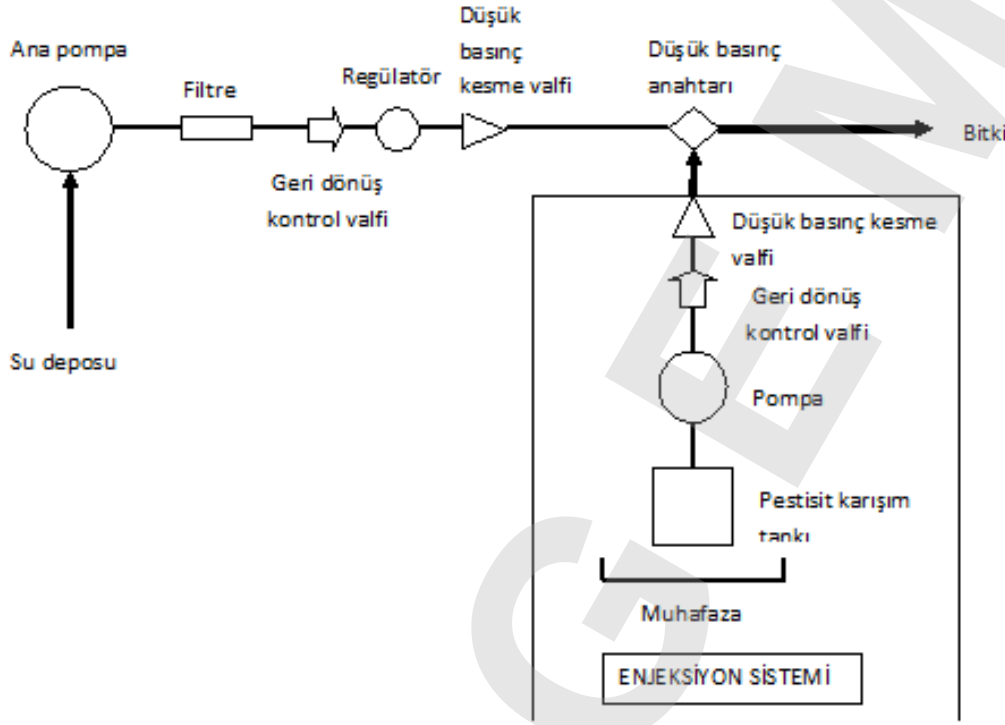 Ana pompa
Filtre
Geri dönüş
kontrol valfi
Regülatör
Düşük
basınç
kesme valfi
Düşük basınç
anahtarı
Bitki
Su deposu
Düşük basınç kesme
valfi
Geri dönüş
kontrol valfi
Pompa
Pestisit karışım
tankı
Muhafaza
ENJEKSİYON SİSTEMİ
G E M